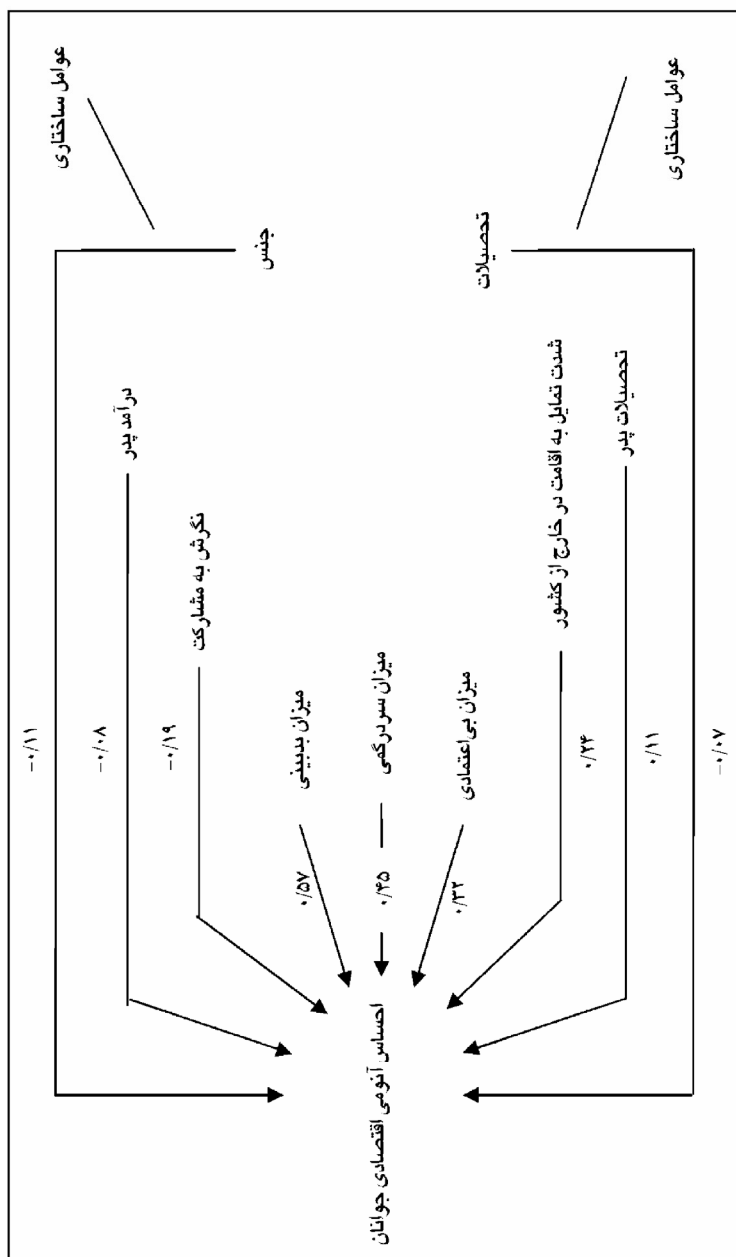 عوامل ساختاری
عوامل ساختاری
جنس
تحصیلات
درآمد پدر
نگرش به مشارکت
میزان بدبینی
میزان سردرگمی
میزان بی‌اعتمادی
شدت تمایل به اقامت در خارج از کشور
تحصیلات پدر
-۰/۱۱
-۰/۰۸
-۰/۱۹
۰/۵۷
۰/۴۵
۰/۳۲
۰/۲۴
۰/۱۱
-۰/۰۷
احساس آنومی اقتصادی جوانان